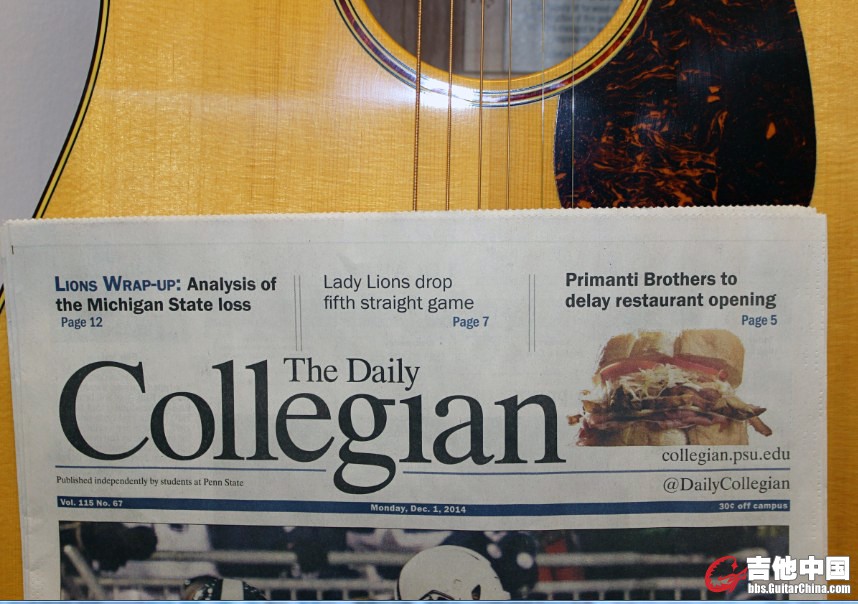 LIONS WRAP-UP: Analysis of
the Michigan State loss
Page 12
Lady Lions drop
fifth straight game
Page 7
Primanti Brothers to
delay restaurant opening
Page 5
The Daily
Collegian
collegian.psu.edu
Published independently by students at Penn State
@DailyCollegian
Vol. 115 No. 67
Monday, Dec. 1, 2014
30¢ off campus
吉他中国
bbs.GuitarChina.com